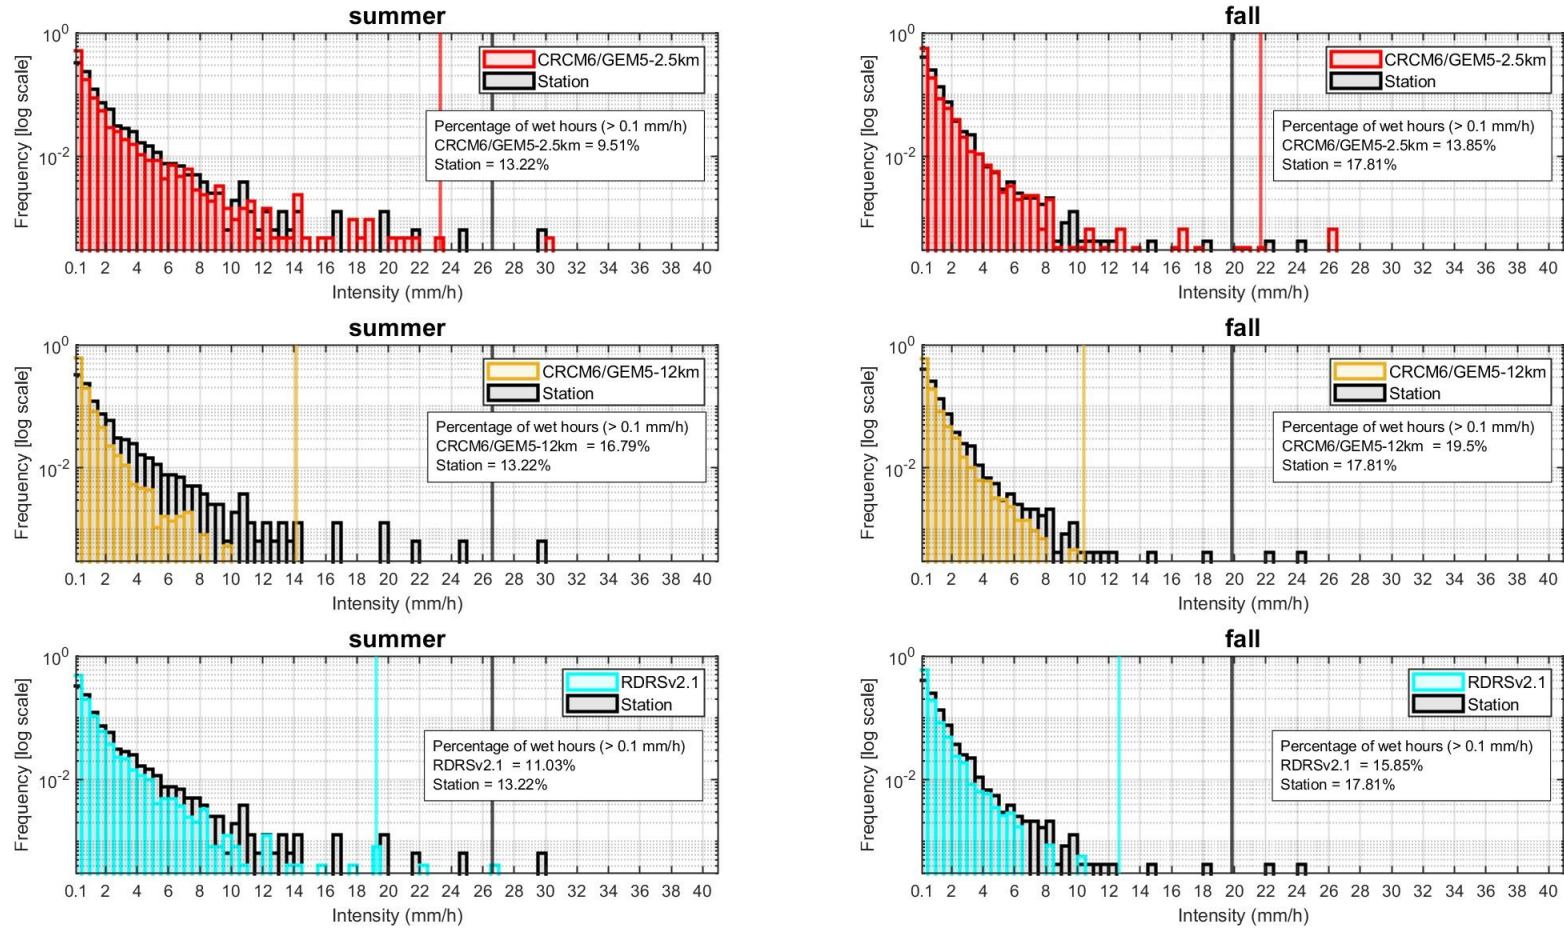 summer
Frequency [log scale]
10^0
10^-2
CRCM6/GEM5-2.5km
Station
Percentage of wet hours (> 0.1 mm/h)
CRCM6/GEM5-2.5km = 9.51%
Station = 13.22%
0.1 2 4 6 8 10 12 14 16 18 20 22 24 26 28 30 32 34 36 38 40
Intensity (mm/h)
fall
Frequency [log scale]
10^0
10^-2
CRCM6/GEM5-2.5km
Station
Percentage of wet hours (> 0.1 mm/h)
CRCM6/GEM5-2.5km = 13.85%
Station = 17.81%
0.1 2 4 6 8 10 12 14 16 18 20 22 24 26 28 30 32 34 36 38 40
Intensity (mm/h)
summer
Frequency [log scale]
10^0
10^-2
CRCM6/GEM5-12km
Station
Percentage of wet hours (> 0.1 mm/h)
CRCM6/GEM5-12km = 16.79%
Station = 13.22%
0.1 2 4 6 8 10 12 14 16 18 20 22 24 26 28 30 32 34 36 38 40
Intensity (mm/h)
fall
Frequency [log scale]
10^0
10^-2
CRCM6/GEM5-12km
Station
Percentage of wet hours (> 0.1 mm/h)
CRCM6/GEM5-12km = 19.5%
Station = 17.81%
0.1 2 4 6 8 10 12 14 16 18 20 22 24 26 28 30 32 34 36 38 40
Intensity (mm/h)
summer
Frequency [log scale]
10^0
10^-2
RDRSv2.1
Station
Percentage of wet hours (> 0.1 mm/h)
RDRSv2.1 = 11.03%
Station = 13.22%
0.1 2 4 6 8 10 12 14 16 18 20 22 24 26 28 30 32 34 36 38 40
Intensity (mm/h)
fall
Frequency [log scale]
10^0
10^-2
RDRSv2.1
Station
Percentage of wet hours (> 0.1 mm/h)
RDRSv2.1 = 15.85%
Station = 17.81%
0.1 2 4 6 8 10 12 14 16 18 20 22 24 26 28 30 32 34 36 38 40
Intensity (mm/h)